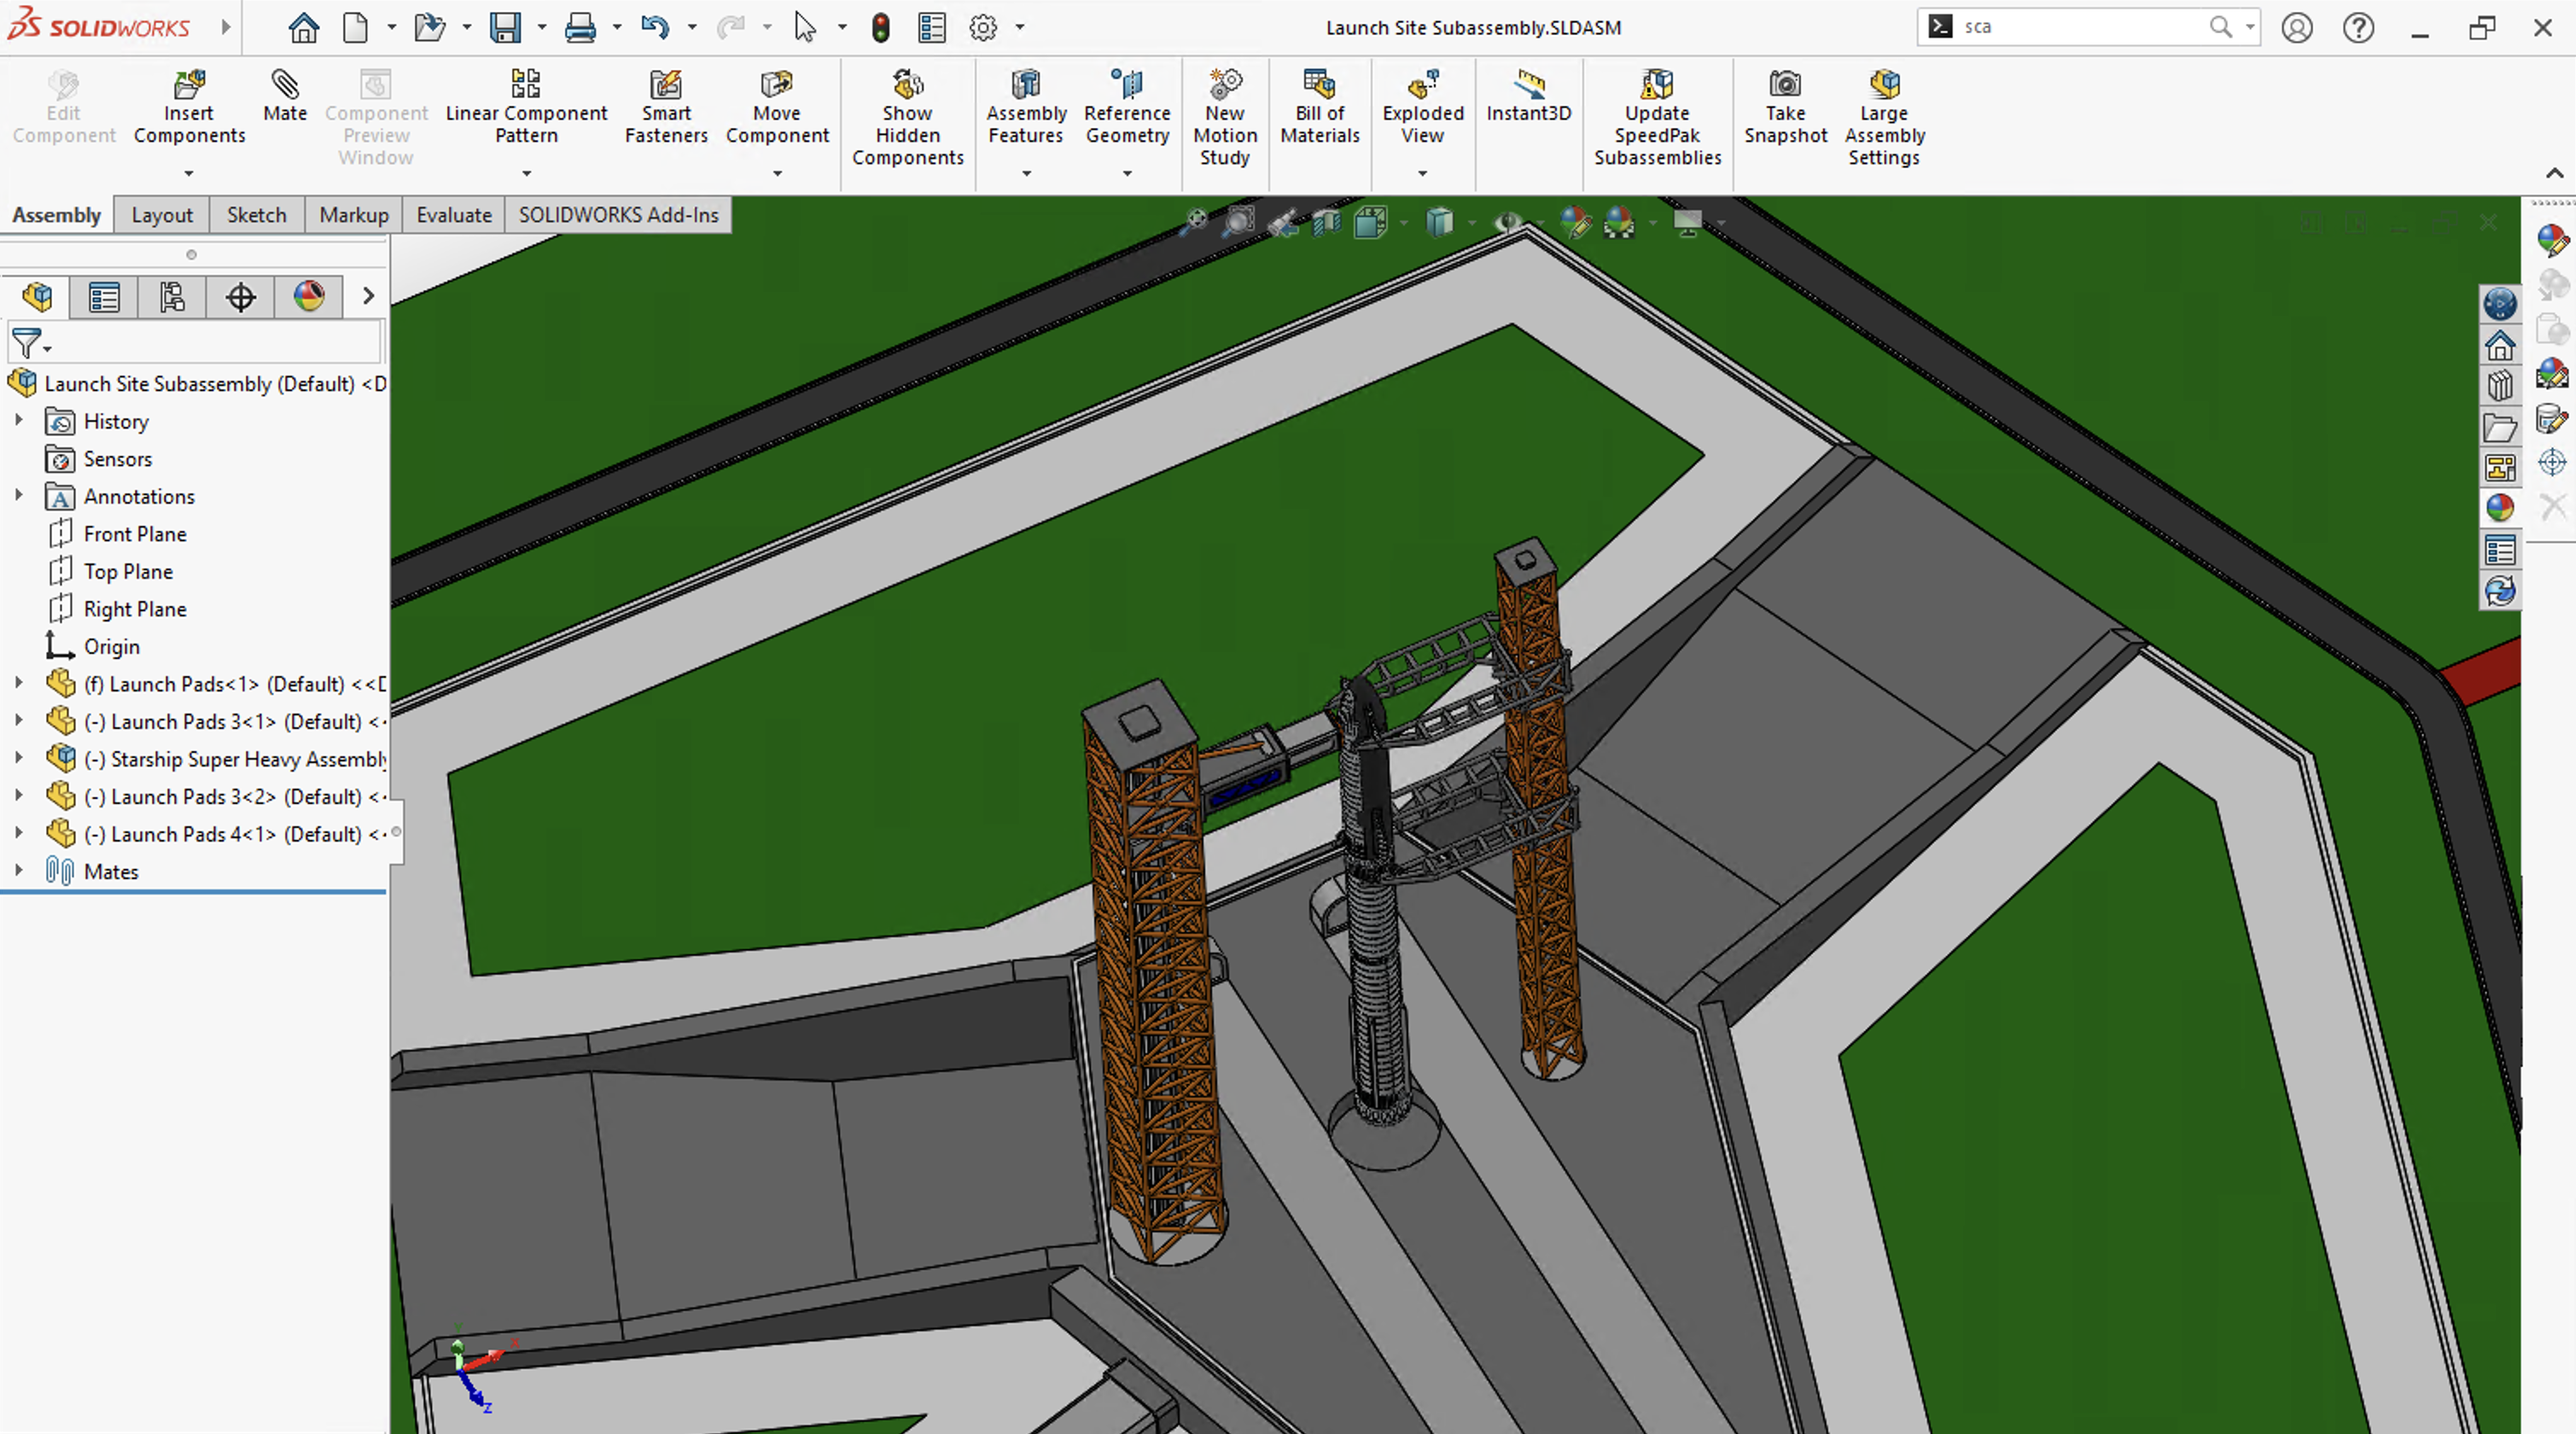 SOLIDWORKS
Launch Site Subassembly.SLDASM
sca
Edit Component
Insert Components
Mate
Component Preview Window
Linear Component Pattern
Smart Fasteners
Move Component
Show Hidden Components
Assembly Features
Reference Geometry
New Motion Study
Bill of Materials
Exploded View
Instant3D
Update SpeedPak Subassemblies
Take Snapshot
Large Assembly Settings
Assembly
Layout
Sketch
Markup
Evaluate
SOLIDWORKS Add-Ins
Launch Site Subassembly (Default) <D
History
Sensors
Annotations
Front Plane
Top Plane
Right Plane
Origin
(f) Launch Pads<1> (Default) <<D
(-) Launch Pads 3<1> (Default) <
(-) Starship Super Heavy Assembly
(-) Launch Pads 3<2> (Default) <
(-) Launch Pads 4<1> (Default) <
Mates
Y
X
Z